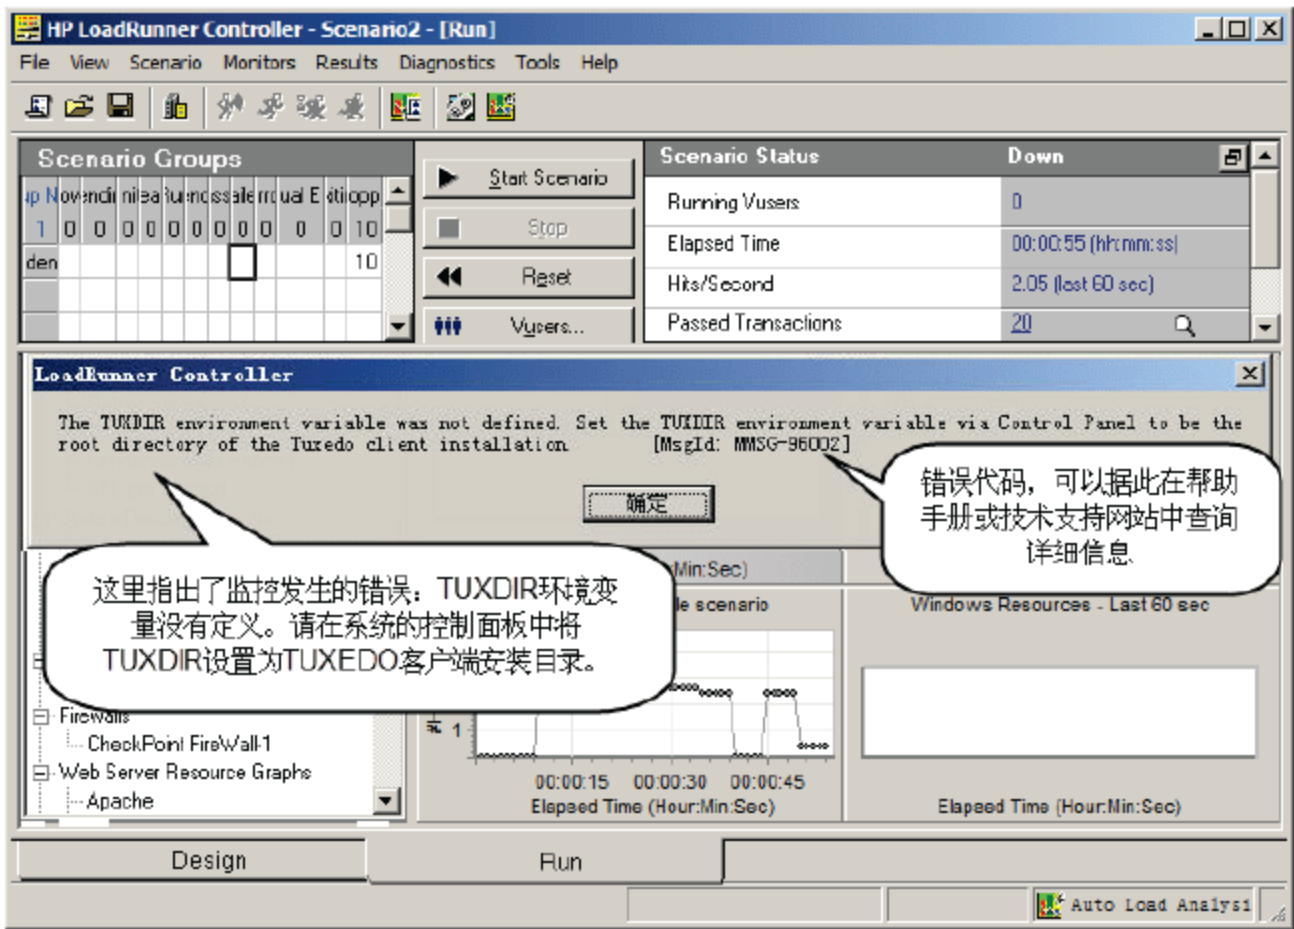 HP LoadRunner Controller - Scenario2 - [Run]
File View Scenario Monitors Results Diagnostics Tools Help
Scenario Groups
1 0 0 0 0 0 0 0 0 0 0 0 10
den 10
Start Scenario
Stop
Reset
Vusers...
Scenario Status Down
Running Vusers 0
Elapsed Time 00:00:55 (hh:mm:ss)
Hits/Second 2.05 (last 60 sec)
Passed Transactions 20
LoadRunner Controller
The TUXDIR environment variable was not defined. Set the TUXDIR environment variable via Control Panel to be the
root directory of the Tuxedo client installation [MsgId: MMSG-96002]
确定
错误代码，可以据此在帮助
手册或技术支持网站中查询
详细信息
这里指出了监控发生的错误：TUXDIR环境变
量没有定义。请在系统的控制面板中将
TUXDIR设置为TUXEDO客户端安装目录。
Min:Sec)
le scenario
Windows Resources - Last 60 sec
Firewalls
CheckPoint FireWall-1
Web Server Resource Graphs
Apache
1
00:00:15 00:00:30 00:00:45
Elapsed Time (Hour:Min:Sec)
Elapsed Time (Hour:Min:Sec)
Design
Run
Auto Load Analysi